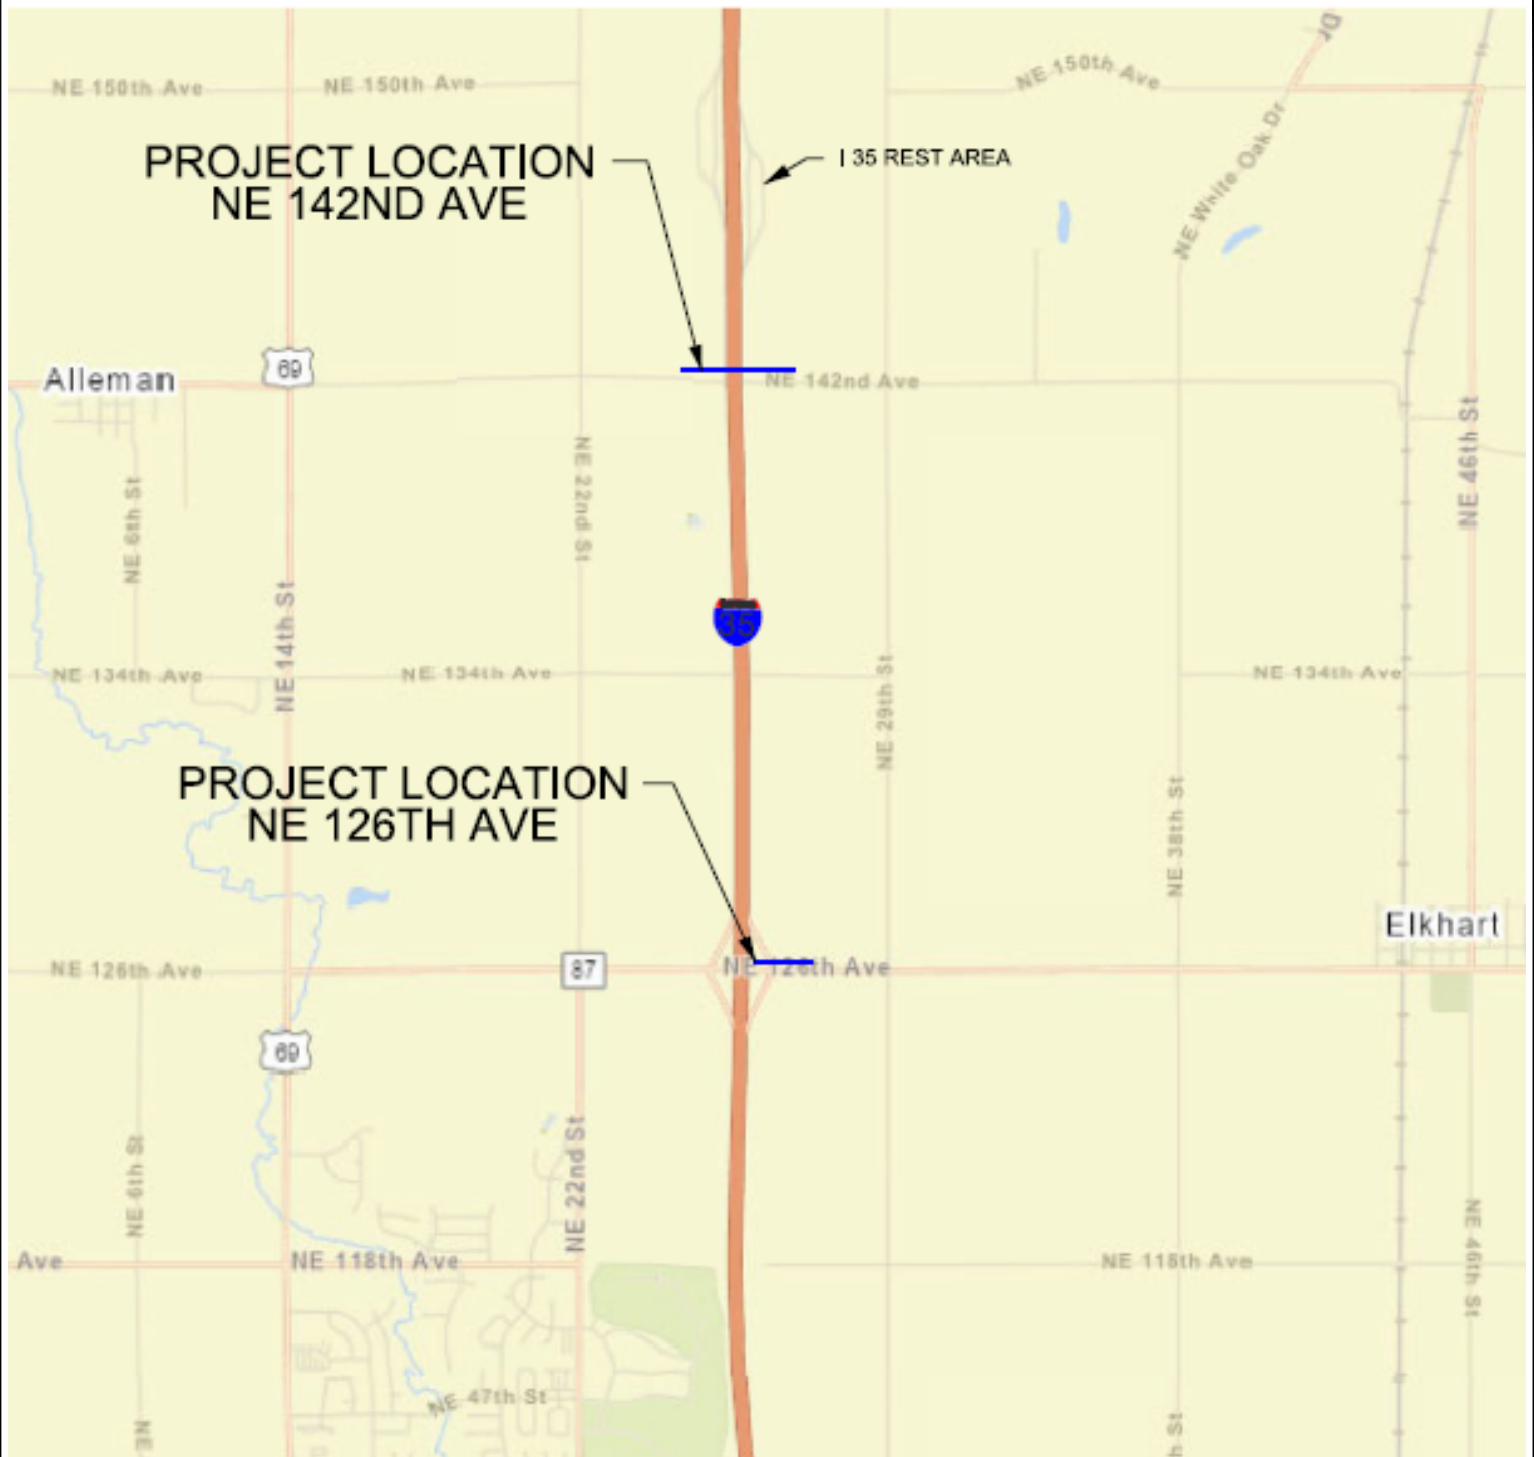 Dr
NE 150th Ave
NE 150th Ave
NE 150th Ave
PROJECT LOCATION
NE 142ND AVE
I 35 REST AREA
NE White Oak Dr
Alleman
69
NE 142nd Ave
NE 46th St
NE 22nd St
NE 6th St
NE 14th St
35
NE 134th Ave
NE 134th Ave
NE 134th Ave
NE 29th St
PROJECT LOCATION
NE 126TH AVE
NE 38th St
Elkhart
NE 126th Ave
87
NE 126th Ave
69
NE 6th St
NE 22nd St
NE 46th St
Ave
NE 118th Ave
NE 118th Ave
NE 47th St
NE
h St